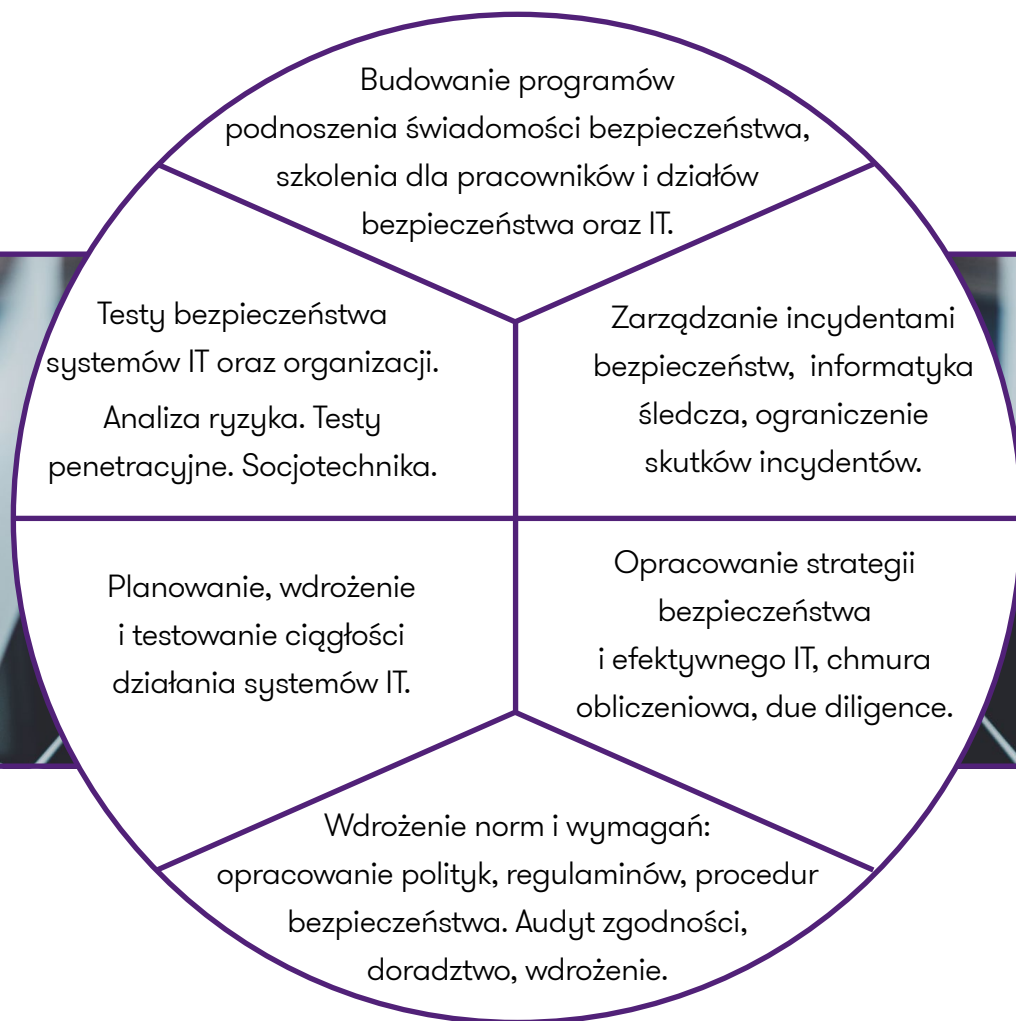 Budowanie programów
podnoszenia świadomości bezpieczeństwa,
szkolenia dla pracowników i działów
bezpieczeństwa oraz IT.
Testy bezpieczeństwa
systemów IT oraz organizacji.
Analiza ryzyka. Testy
penetracyjne. Socjotechnika.
Zarządzanie incydentami
bezpieczeństw,  informatyka
śledcza, ograniczenie
skutków incydentów.
Planowanie, wdrożenie
i testowanie ciągłości
działania systemów IT.
Opracowanie strategii
bezpieczeństwa
i efektywnego IT, chmura
obliczeniowa, due diligence.
Wdrożenie norm i wymagań:
opracowanie polityk, regulaminów, procedur
bezpieczeństwa. Audyt zgodności,
doradztwo, wdrożenie.